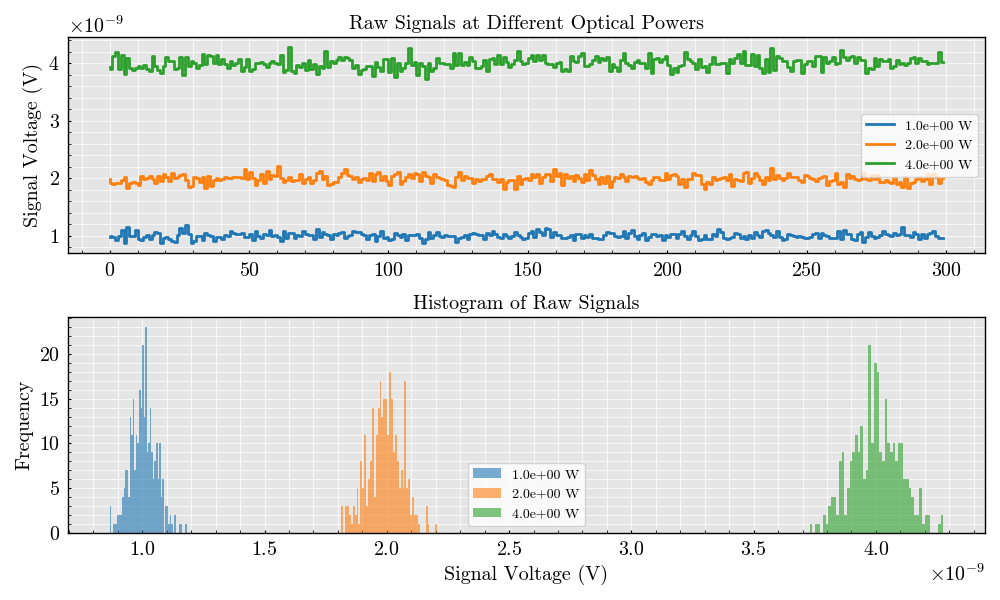 Raw Signals at Different Optical Powers
×10⁻⁹
Signal Voltage (V)
4
3
2
1
1.0e+00 W
2.0e+00 W
4.0e+00 W
0 50 100 150 200 250 300
Histogram of Raw Signals
Frequency
20
15
10
5
0
1.0e+00 W
2.0e+00 W
4.0e+00 W
1.0 1.5 2.0 2.5 3.0 3.5 4.0
Signal Voltage (V)
×10⁻⁹